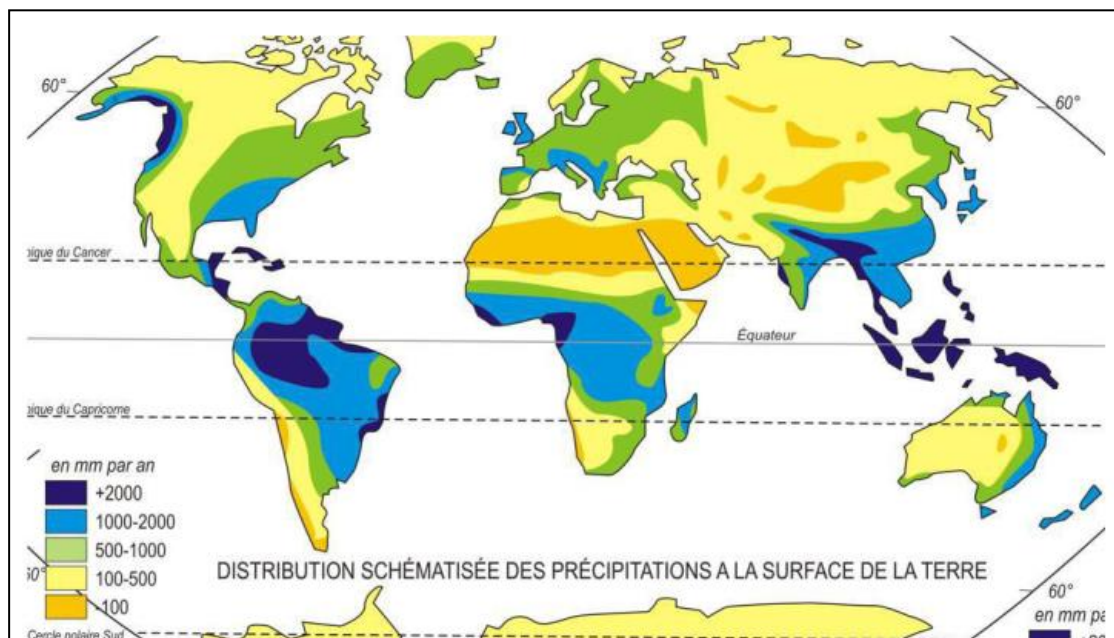 60°
60°
ique du Cancer
Équateur
ique du Capricorne
en mm par an
+2000
1000-2000
500-1000
100-500
-100
DISTRIBUTION SCHÉMATISÉE DES PRÉCIPITATIONS A LA SURFACE DE LA TERRE
60°
60°
en mm pa
Cercle polaire Sud